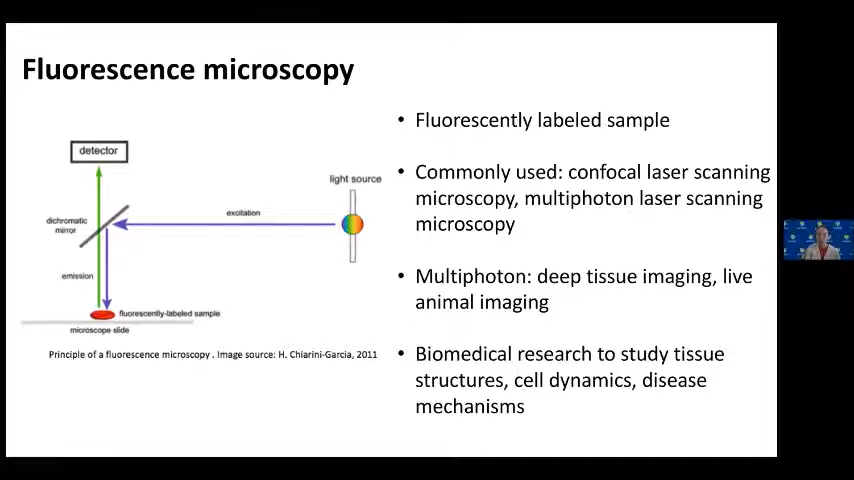 Fluorescence microscopy
detector
light source
dichromatic
mirror
excitation
emission
fluorescently-labeled sample
microscope slide
Principle of a fluorescence microscopy . Image source: H. Chiarini-Garcia, 2011
• Fluorescently labeled sample
• Commonly used: confocal laser scanning
microscopy, multiphoton laser scanning
microscopy
• Multiphoton: deep tissue imaging, live
animal imaging
• Biomedical research to study tissue
structures, cell dynamics, disease
mechanisms